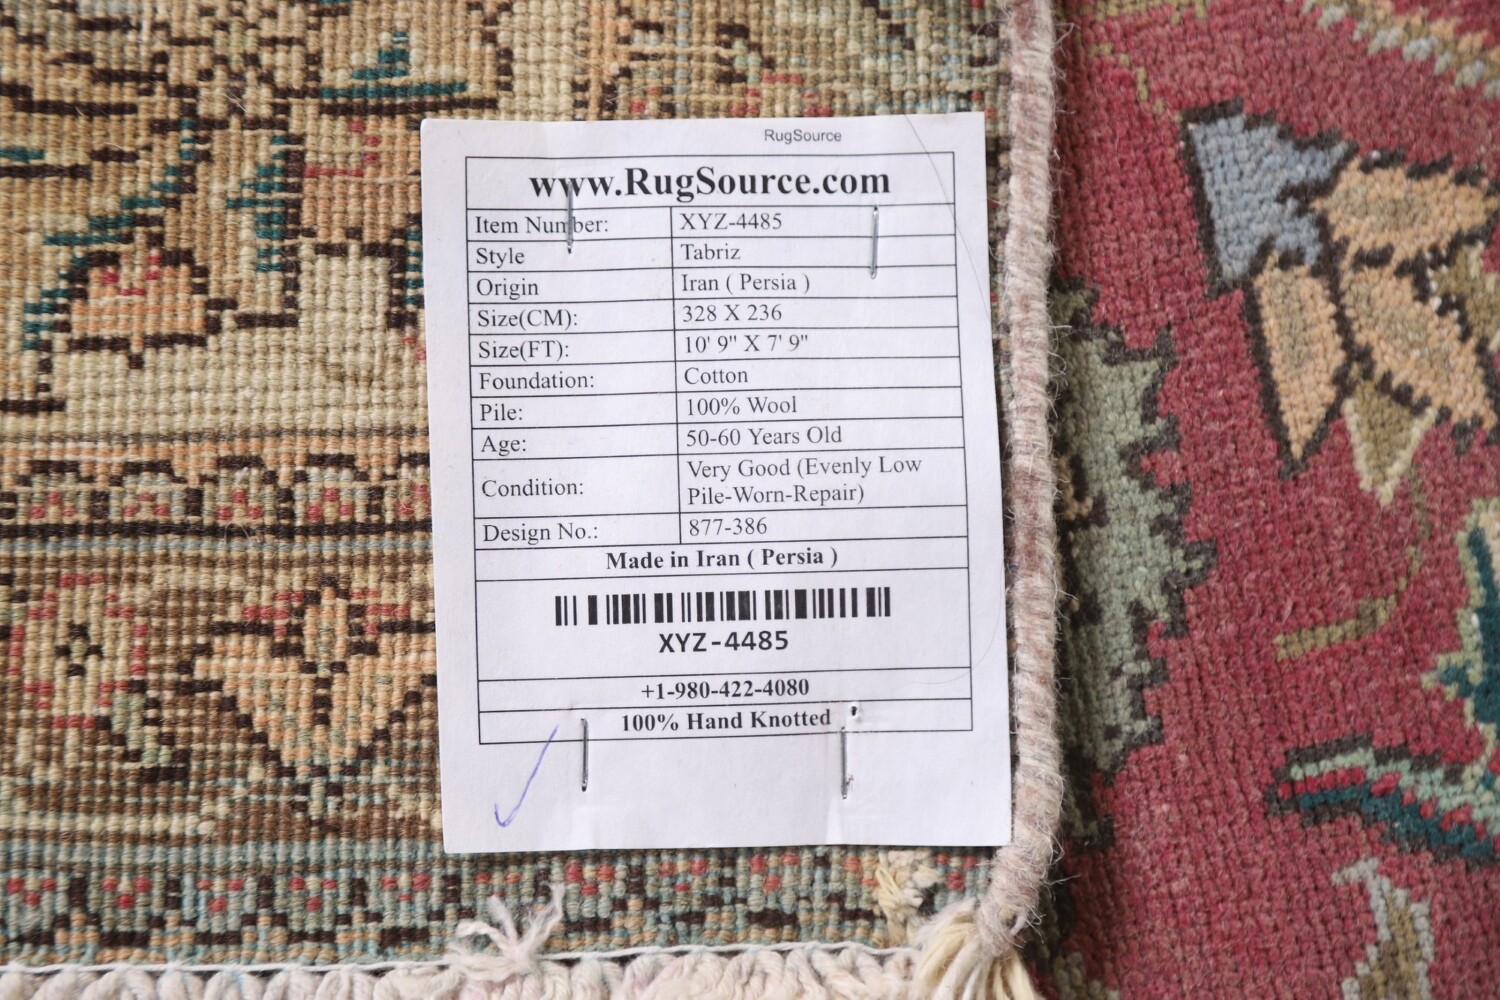 RugSource
www.RugSource.com
Item Number: XYZ-4485
Style Tabriz
Origin Iran ( Persia )
Size(CM): 328 X 236
Size(FT): 10' 9" X 7' 9"
Foundation: Cotton
Pile: 100% Wool
Age: 50-60 Years Old
Condition: Very Good (Evenly Low
Pile-Worn-Repair)
Design No.: 877-386
Made in Iran ( Persia )
XYZ-4485
+1-980-422-4080
100% Hand Knotted